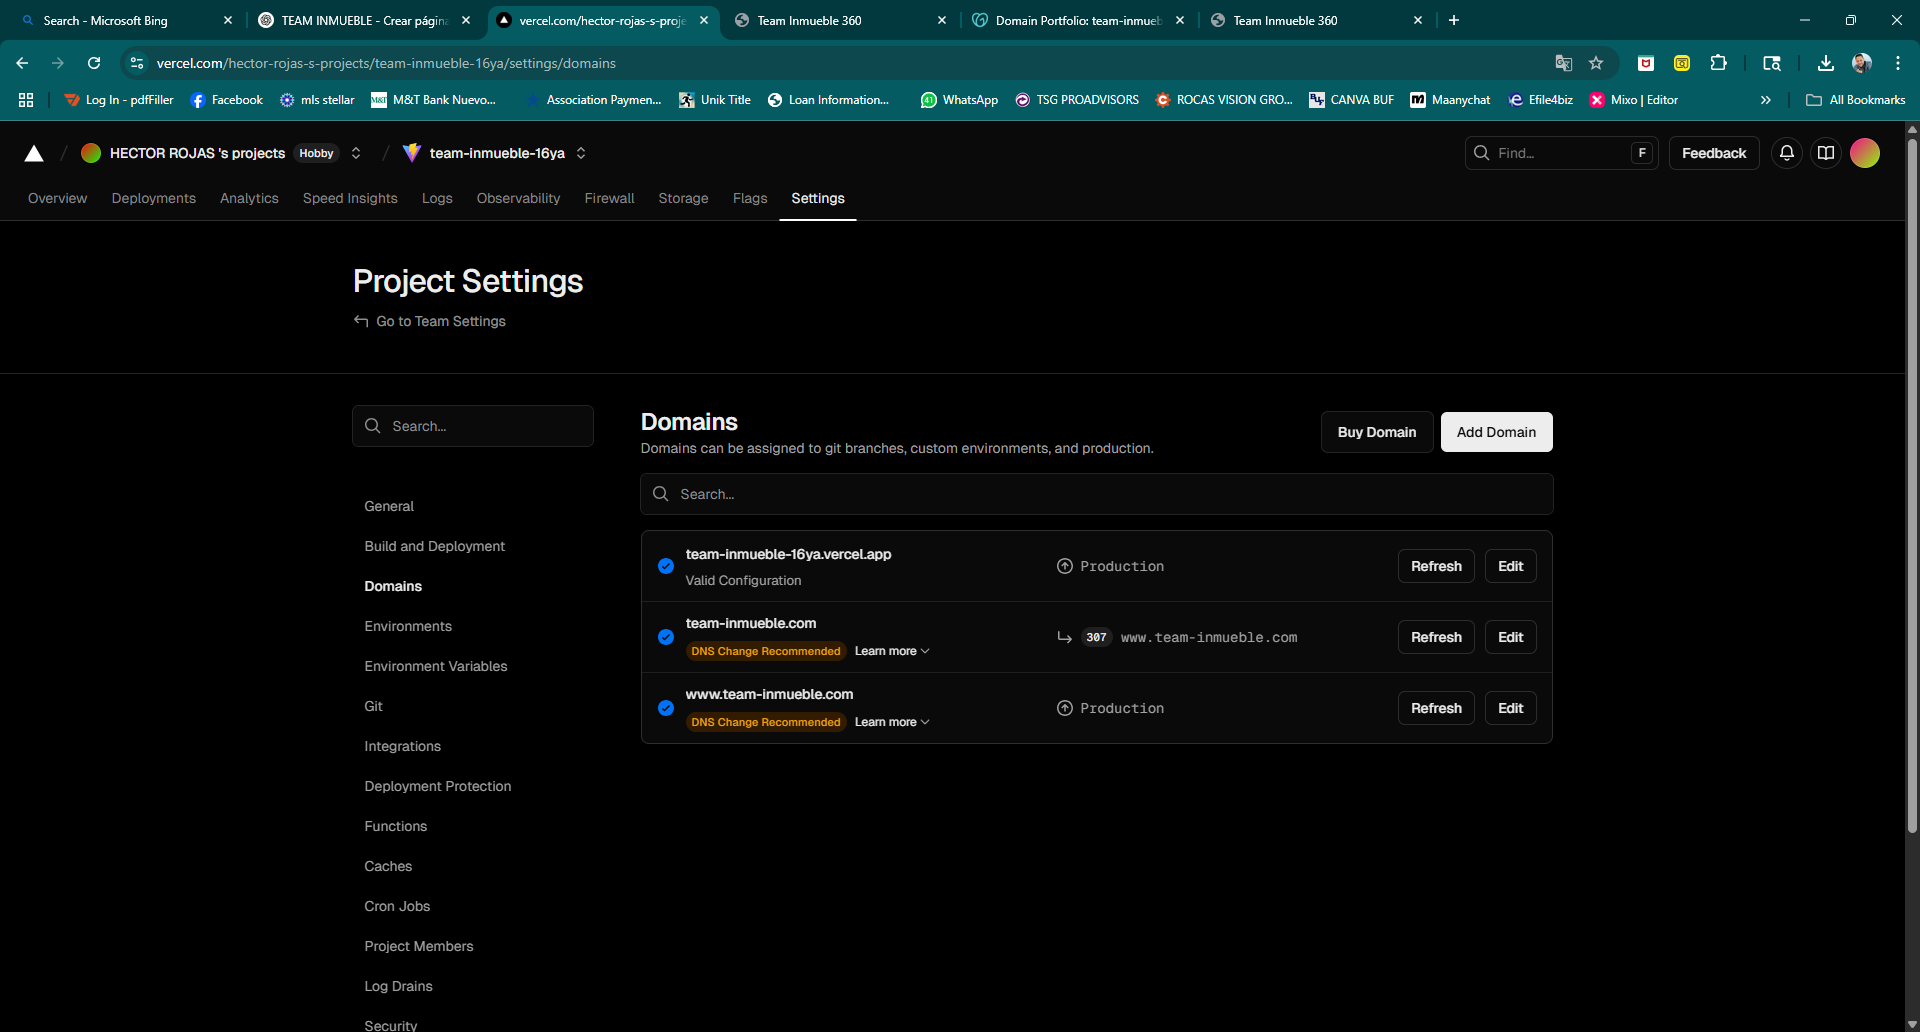 Search - Microsoft Bing
TEAM INMUEBLE - Crear págin
vercel.com/hector-rojas-s-proje
Team Inmueble 360
Domain Portfolio: team-inmueb
Team Inmueble 360
vercel.com/hector-rojas-s-projects/team-inmueble-16ya/settings/domains
Log In - pdfFiller
Facebook
mls stellar
M&T Bank Nuevo...
Association Paymen...
Unik Title
Loan Information...
WhatsApp
TSG PROADVISORS
ROCAS VISION GRO...
CANVA BUF
Maanychat
Efile4biz
Mixo | Editor
All Bookmarks
HECTOR ROJAS 's projects
Hobby
team-inmueble-16ya
Find...
F
Feedback
Overview
Deployments
Analytics
Speed Insights
Logs
Observability
Firewall
Storage
Flags
Settings
Project Settings
Go to Team Settings
Search...
General
Build and Deployment
Domains
Environments
Environment Variables
Git
Integrations
Deployment Protection
Functions
Caches
Cron Jobs
Project Members
Log Drains
Security
Domains
Domains can be assigned to git branches, custom environments, and production.
Buy Domain
Add Domain
Search...
team-inmueble-16ya.vercel.app
Valid Configuration
Production
Refresh
Edit
team-inmueble.com
DNS Change Recommended
Learn more
307
www.team-inmueble.com
Refresh
Edit
www.team-inmueble.com
DNS Change Recommended
Learn more
Production
Refresh
Edit